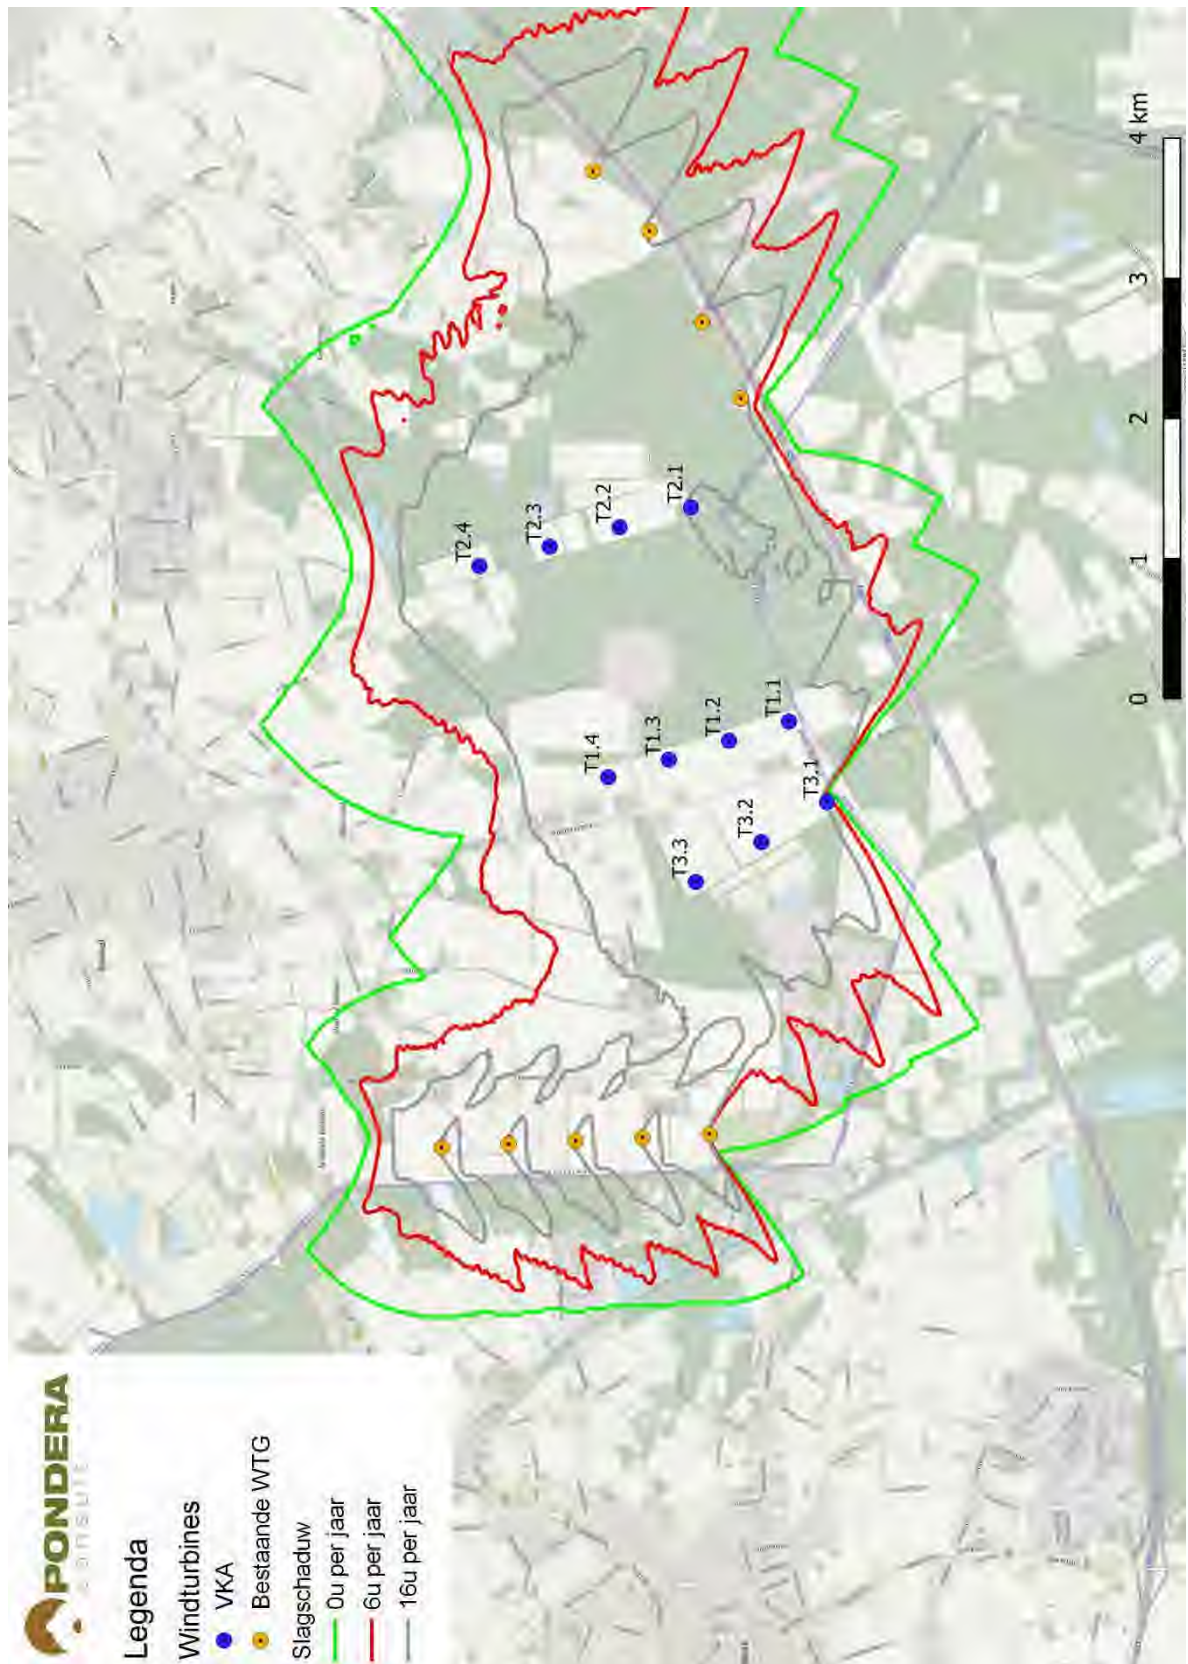 PONDERA
consult
Legenda
Windturbines
VKA
Bestaande WTG
Slagschaduw
0u per jaar
6u per jaar
16u per jaar
T2.4
T2.3
T2.2
T2.1
T1.4
T1.3
T1.2
T1.1
T3.3
T3.2
T3.1
0
1
2
3
4 km